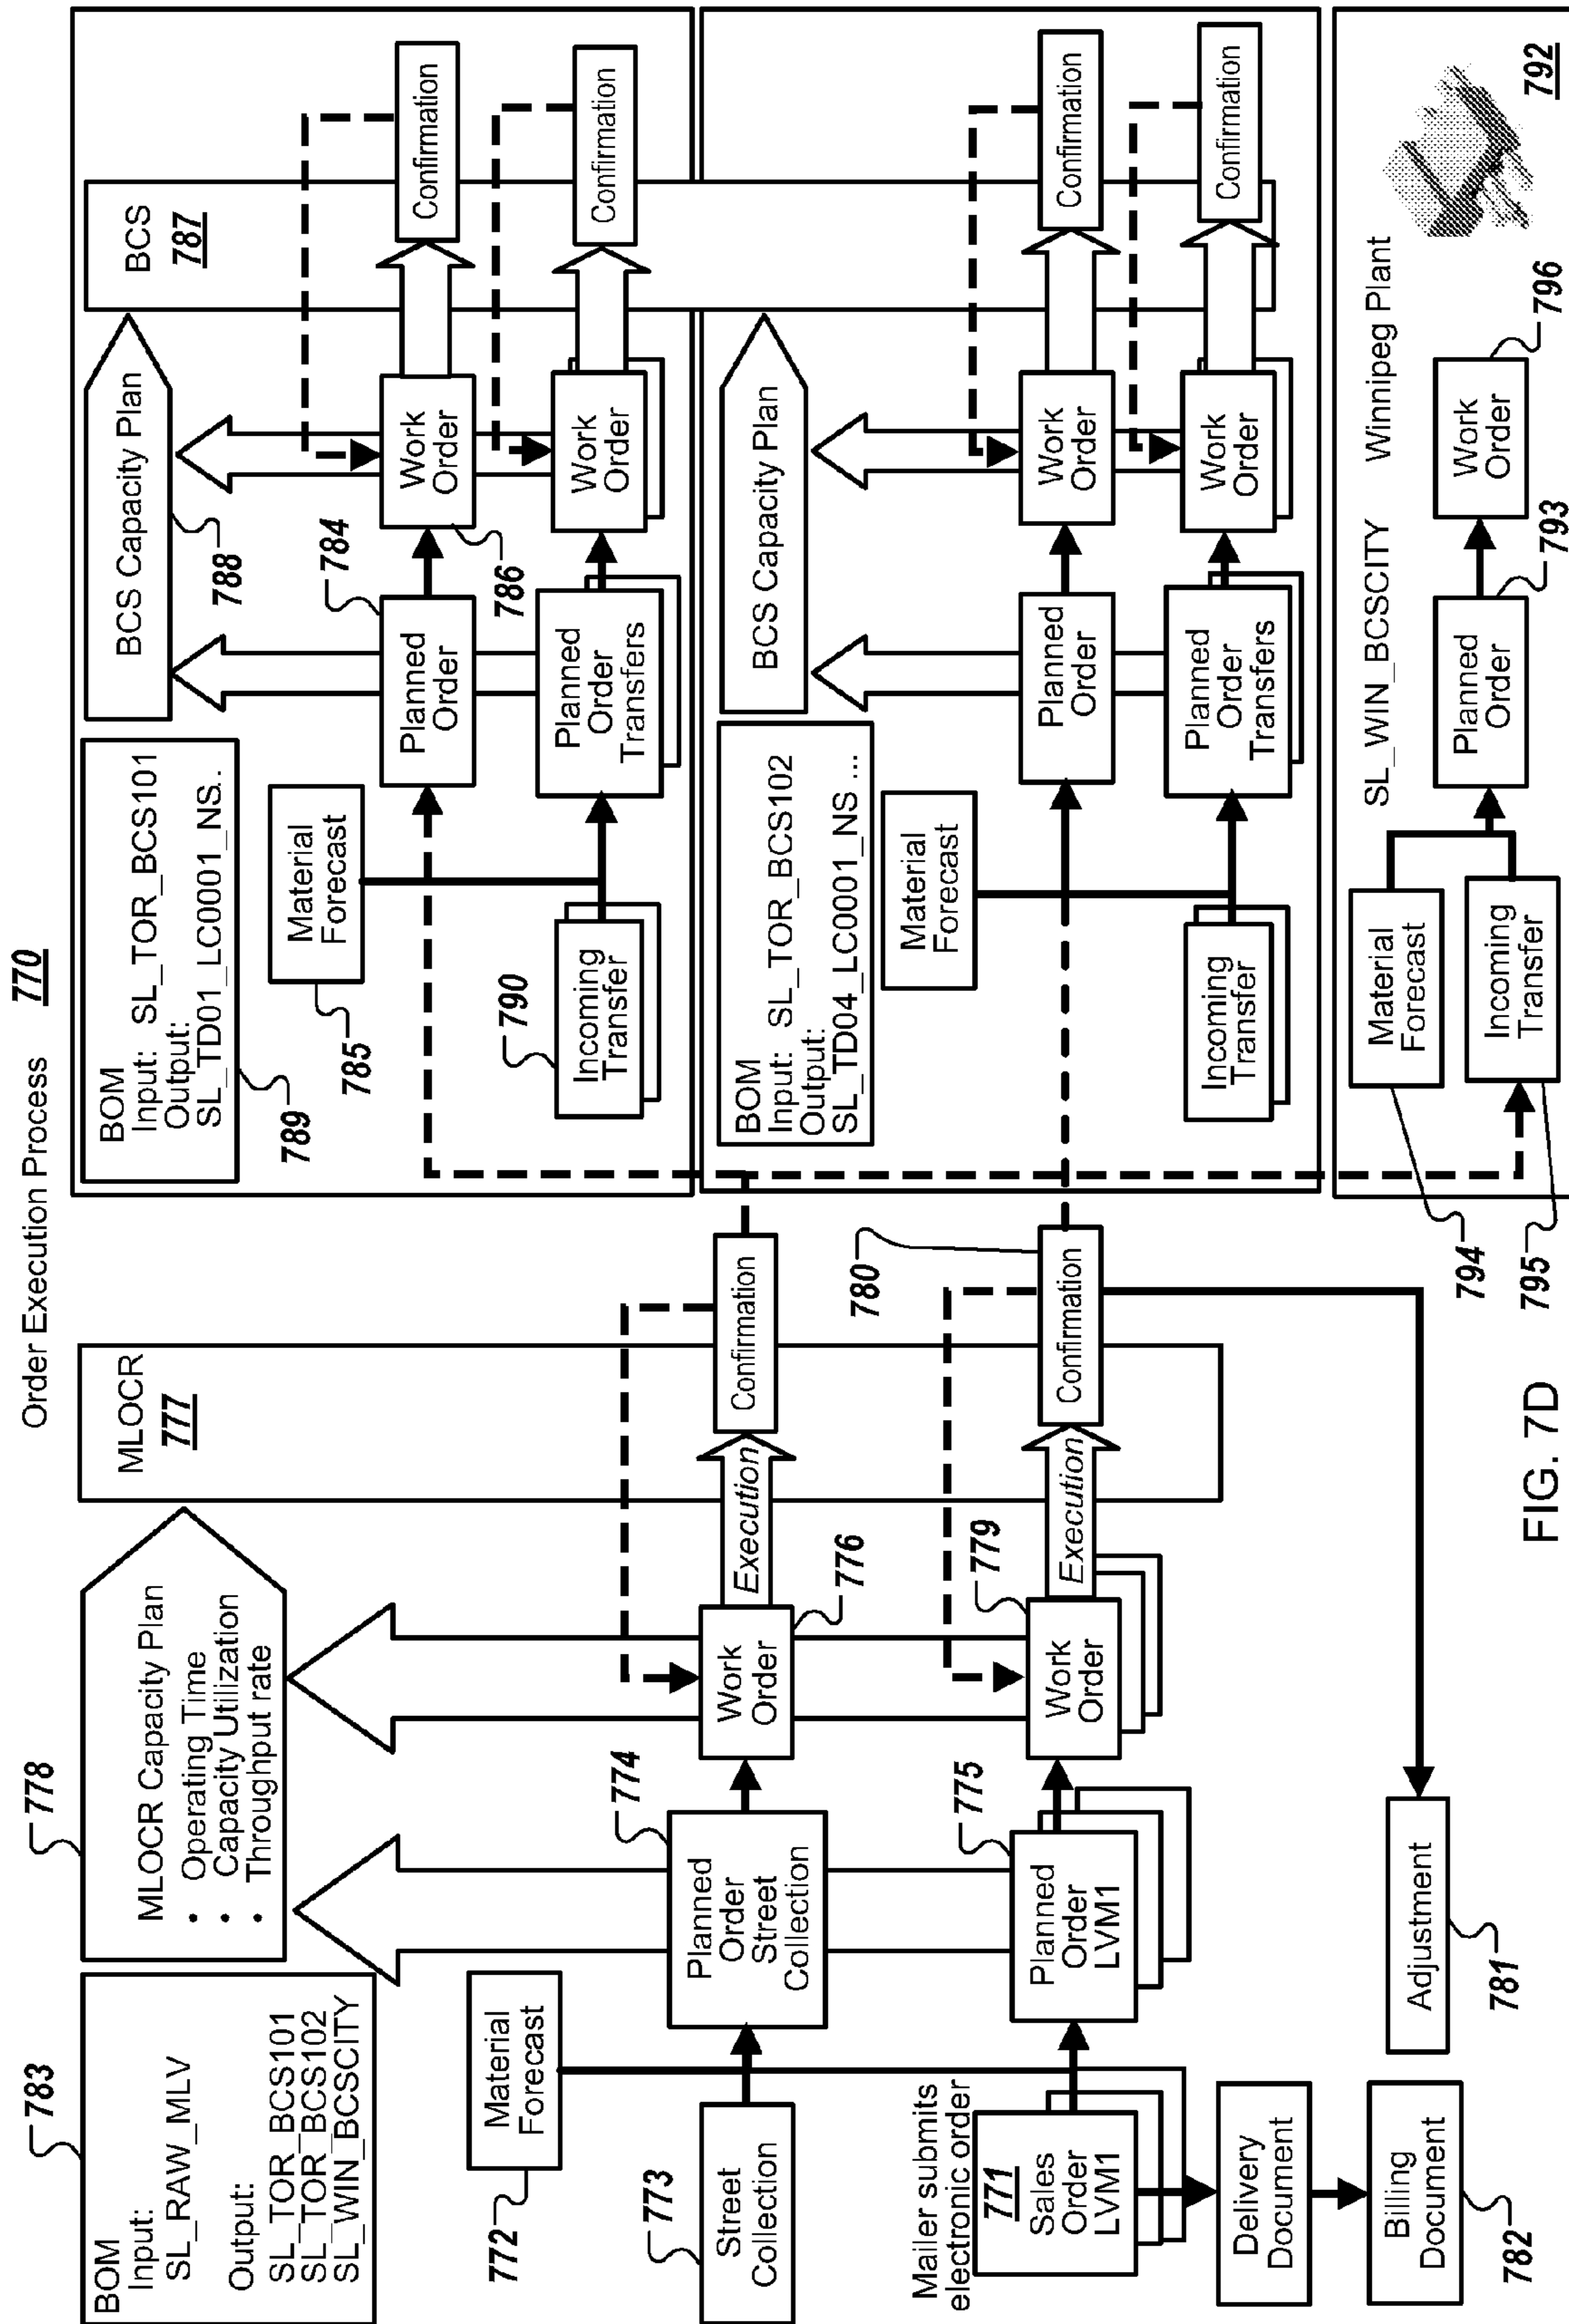 Order Execution Process
770
783
BOM
Input:
SL_RAW_MLV
Output:
SL_TOR_BCS101
SL_TOR_BCS102
SL_WIN_BCSCITY
778
MLOCR Capacity Plan
• Operating Time
• Capacity Utilization
• Throughput rate
MLOCR
777
772
Material
Forecast
773
Street
Collection
774
Planned
Order
Street
Collection
Work
Order
776
Execution
Confirmation
Mailer submits
electronic order
771
Sales
Order
LVM1
775
Planned
Order
LVM1
779
Work
Order
Execution
780
Confirmation
Delivery
Document
Billing
Document
782
Adjustment
781
BOM
Input: SL_TOR_BCS101
Output:
SL_TD01_LC0001_NS..
789
BCS Capacity Plan
788
BCS
787
Material
Forecast
785
784
Planned
Order
Work
Order
786
Confirmation
790
Incoming
Transfer
Planned
Order
Transfers
Work
Order
Confirmation
BOM
Input: SL_TOR_BCS102
Output:
SL_TD04_LC0001_NS ...
BCS Capacity Plan
Material
Forecast
Planned
Order
Work
Order
Confirmation
Incoming
Transfer
Planned
Order
Transfers
Work
Order
Confirmation
SL_WIN_BCSCITY
Winnipeg Plant
792
Material
Forecast
794
Incoming
Transfer
795
Planned
Order
793
Work
Order
796
FIG. 7D